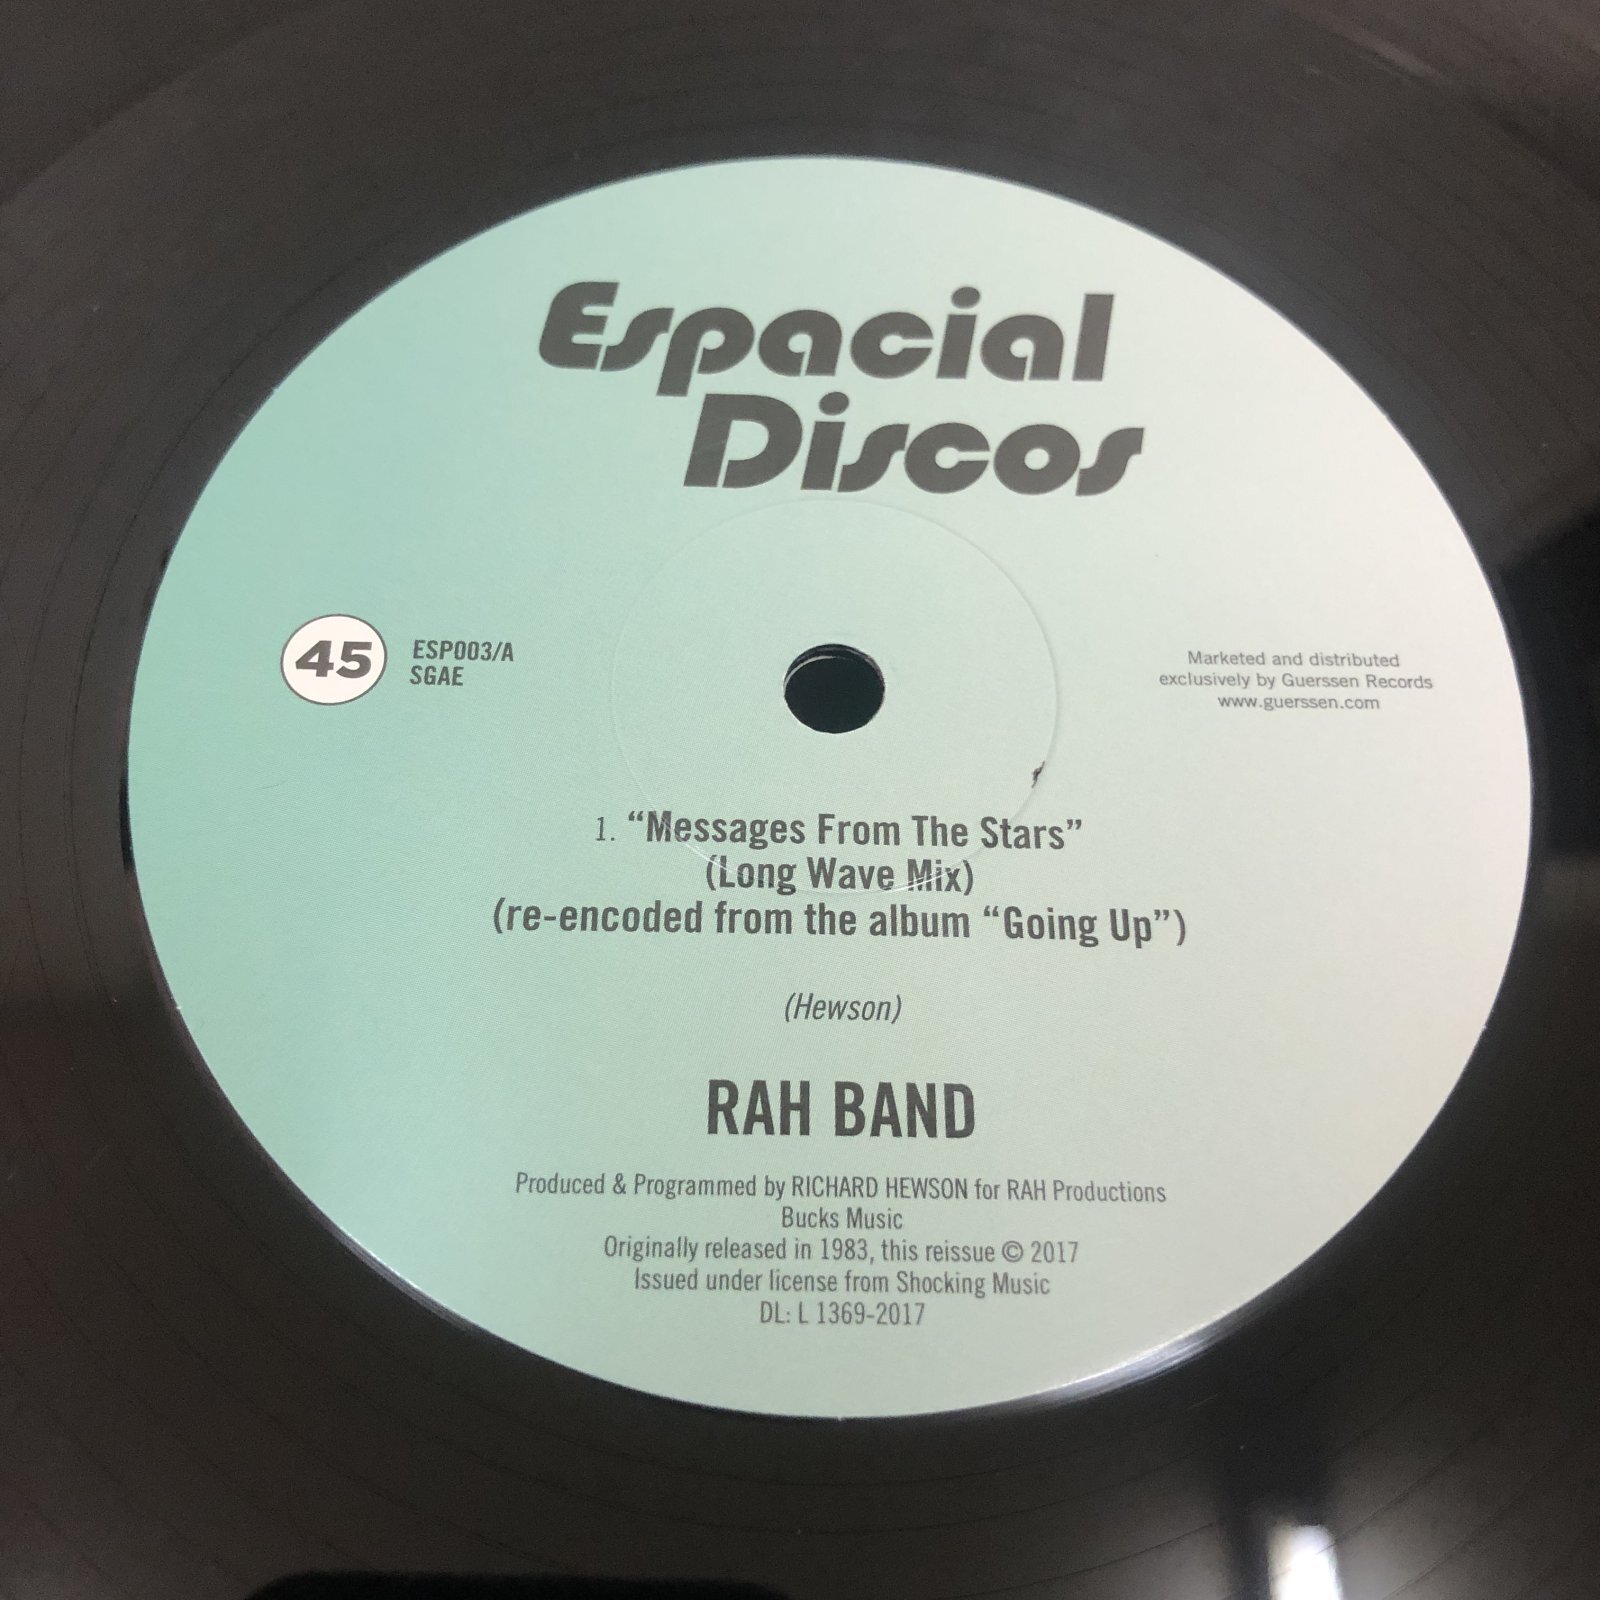 Espacial
Discos
45
ESP003/A
SGAE
Marketed and distributed
exclusively by Guerssen Records
www.guerssen.com
1. “Messages From The Stars”
(Long Wave Mix)
(re-encoded from the album “Going Up”)
(Hewson)
RAH BAND
Produced & Programmed by RICHARD HEWSON for RAH Productions
Bucks Music
Originally released in 1983, this reissue © 2017
Issued under license from Shocking Music
DL: L 1369-2017